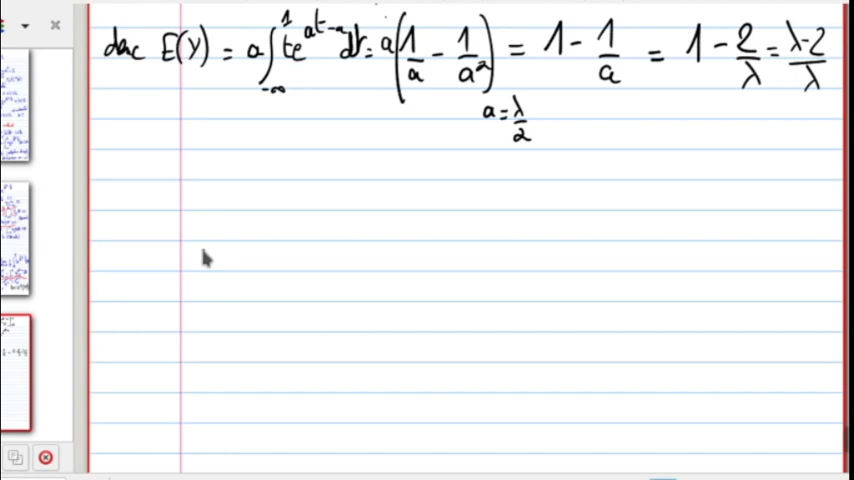 donc E(Y) = a ∫_{-∞}^{1} te^{at-a} dt = a(1/a - 1/a²) = 1 - 1/a = 1 - 2/λ = (λ-2)/λ
a = λ/2